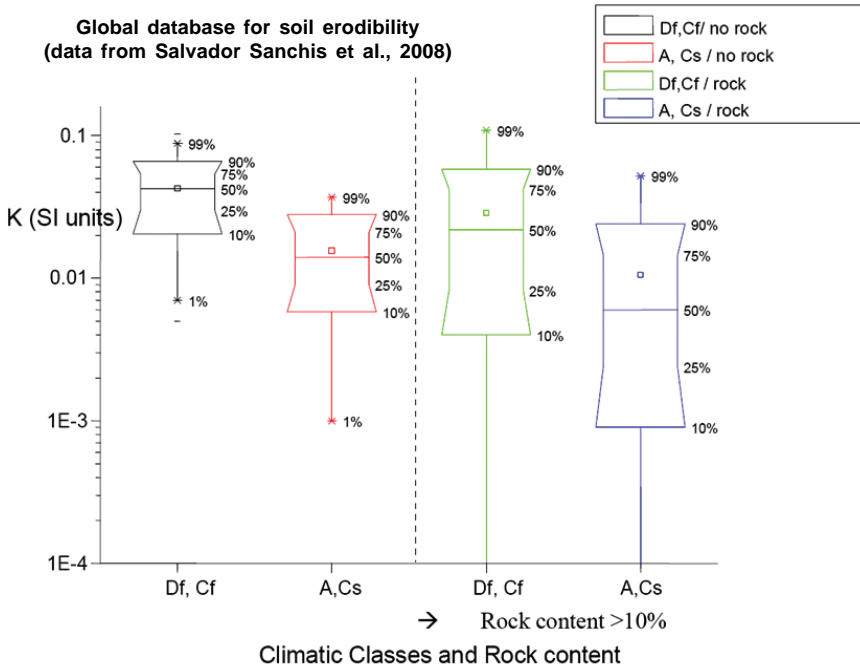 Global database for soil erodibility
(data from Salvador Sanchis et al., 2008)
Df,Cf/ no rock
A, Cs / no rock
Df,Cf / rock
A, Cs / rock
K (SI units)
0.1
0.01
1E-3
1E-4
99%
90%
75%
50%
25%
10%
1%
99%
90%
75%
50%
25%
10%
1%
99%
90%
75%
50%
25%
10%
99%
90%
75%
50%
25%
10%
Df, Cf
A,Cs
Df, Cf
A,Cs
→ Rock content >10%
Climatic Classes and Rock content